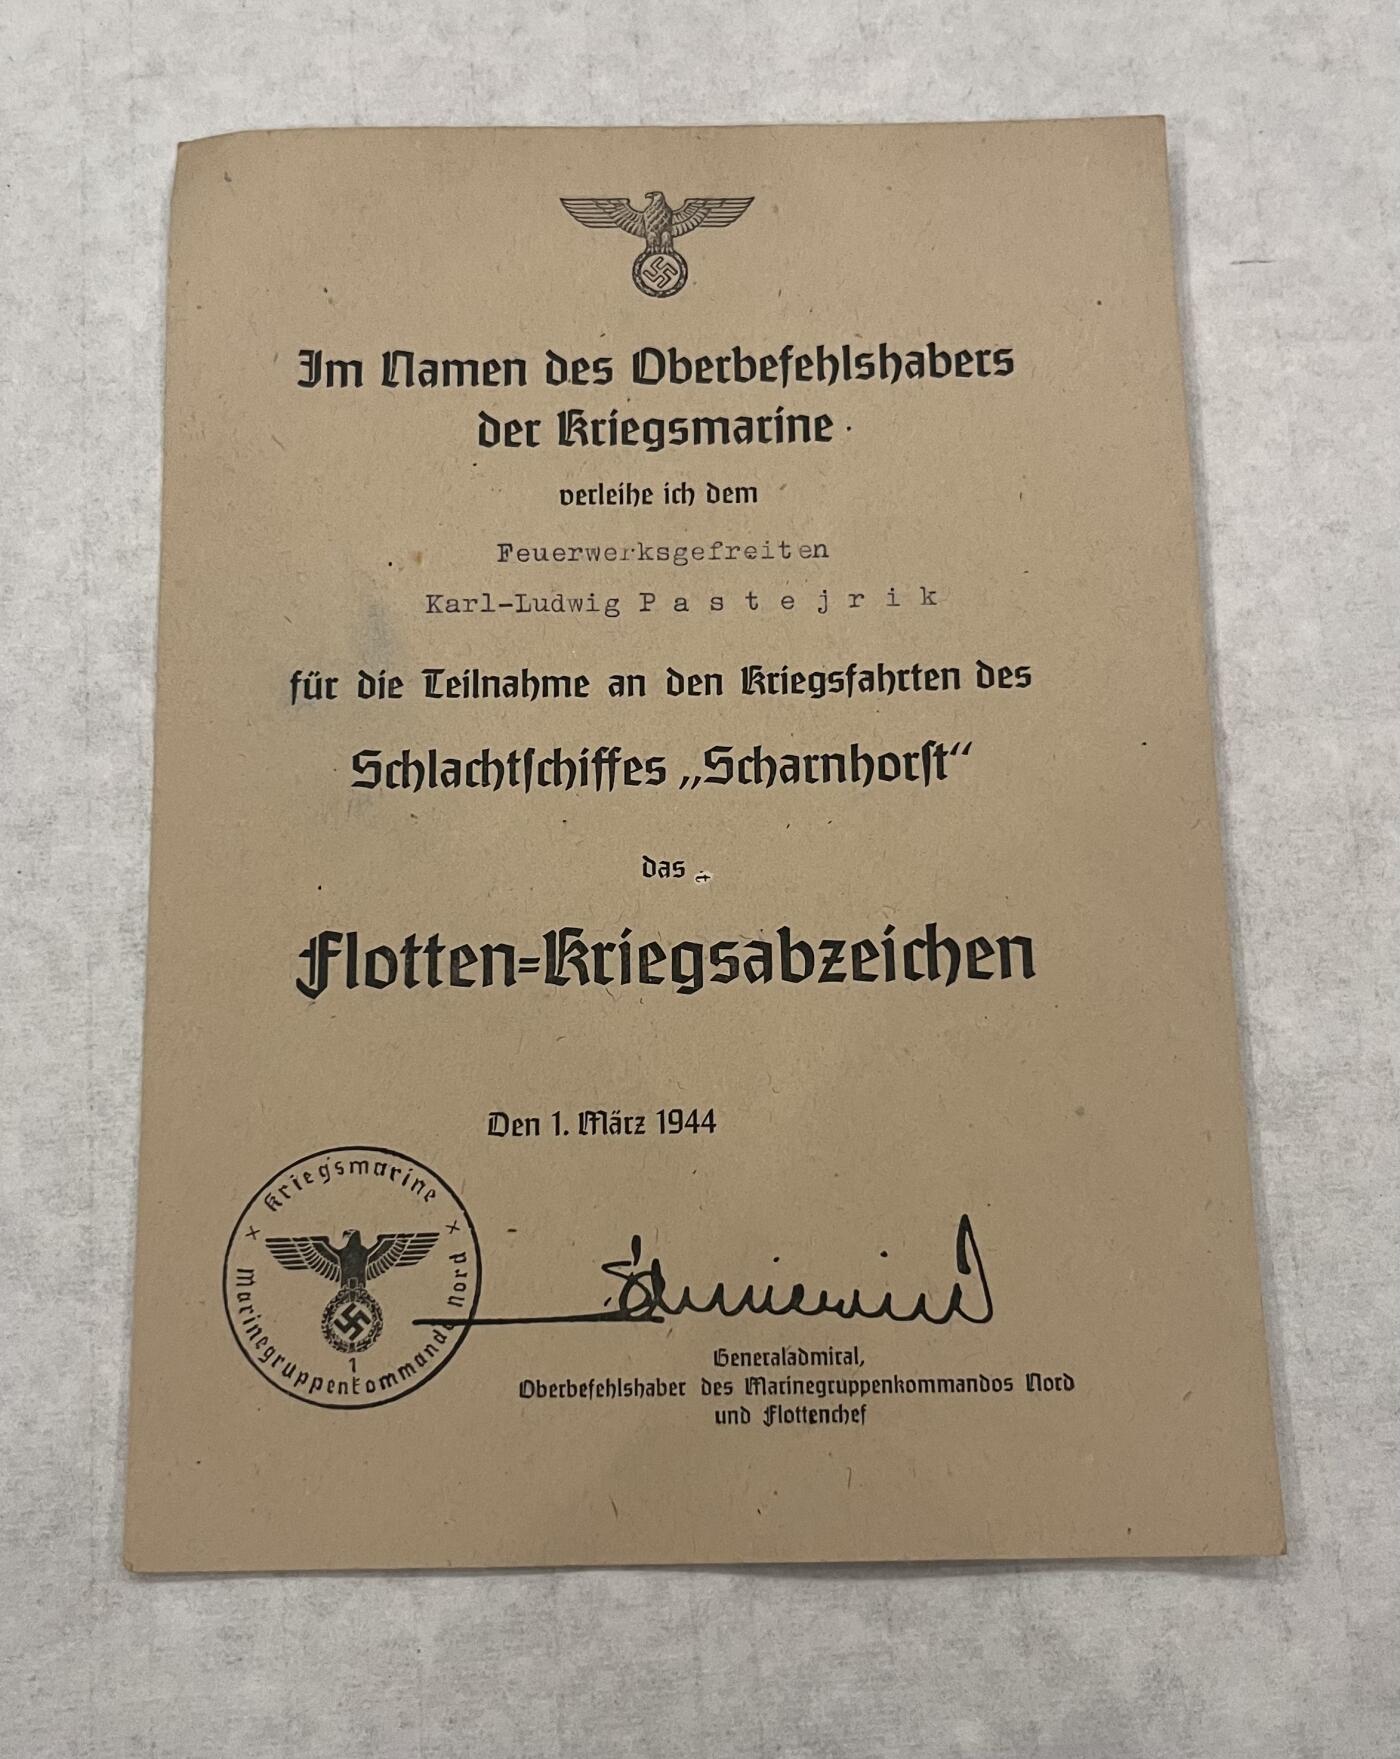 Im Namen des Oberbefehlshabers
der Kriegsmarine
verleihe ich dem
Feuerwerksgefreiten
Karl-Ludwig P a s t e j r i k
für die Teilnahme an den Kriegsfahrten des
Schlachtſchiffes „Scharnhorſt“
das
Flotten=Kriegsabzeichen
Den 1. März 1944
Kriegsmarine
Marinegruppenkommando Nord
1
Generaladmiral,
Oberbefehlshaber des Marinegruppenkommandos Nord
und Flottenchef